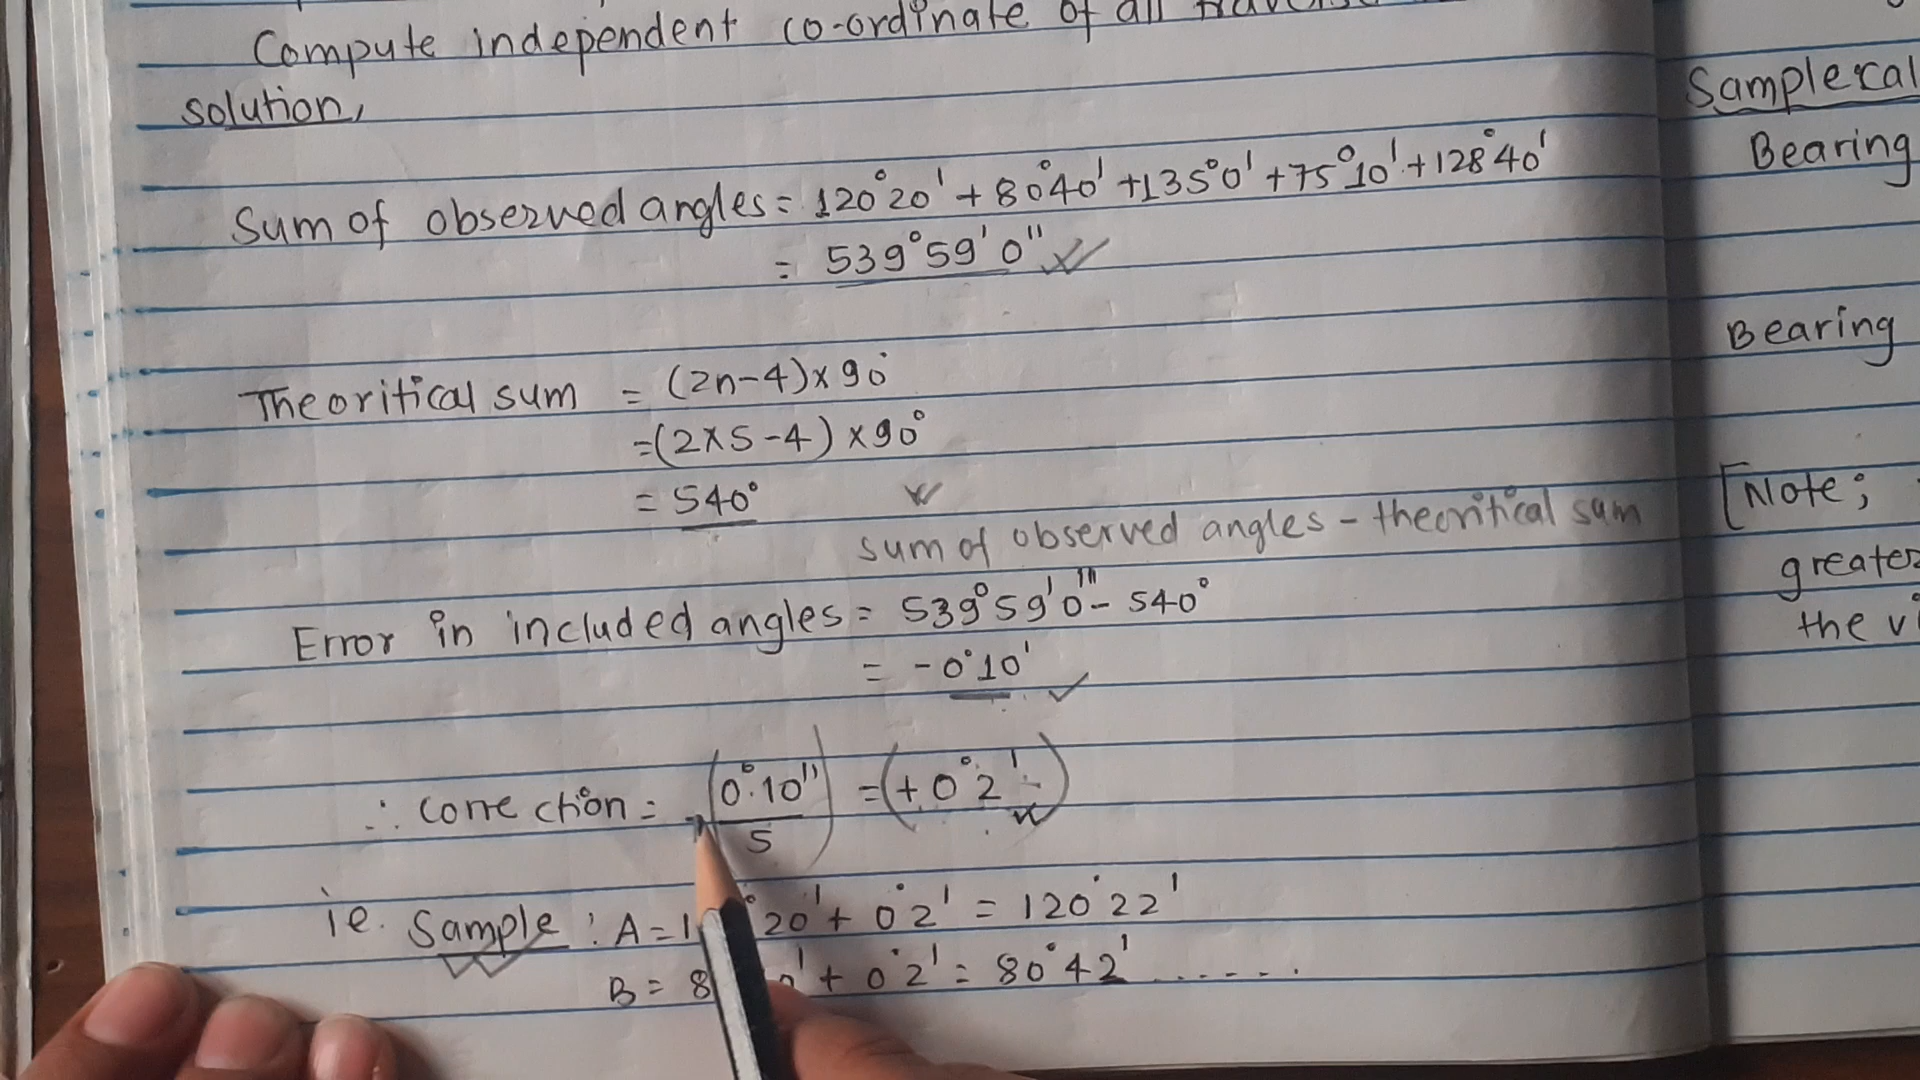 Compute independent co-ordinate of all
solution,
Sum of observed angles = 120°20' + 80°40' + 135°0' + 75°10' + 128°40'
= 539°59'0"
Theoritical sum = (2n-4)×90°
=(2×5-4)×90°
= 540°
sum of observed angles - theoritical sum
Error in included angles = 539°59'0" - 540°
= -0°10'
∴ correction = -(0°10"/5) = (+0°2')
ie. Sample: A= 20' + 0°2' = 120°22'
B = 8 + 0°2' = 80°42' ......
Sample cal
Bearing
Bearing
[Note;
greater
the